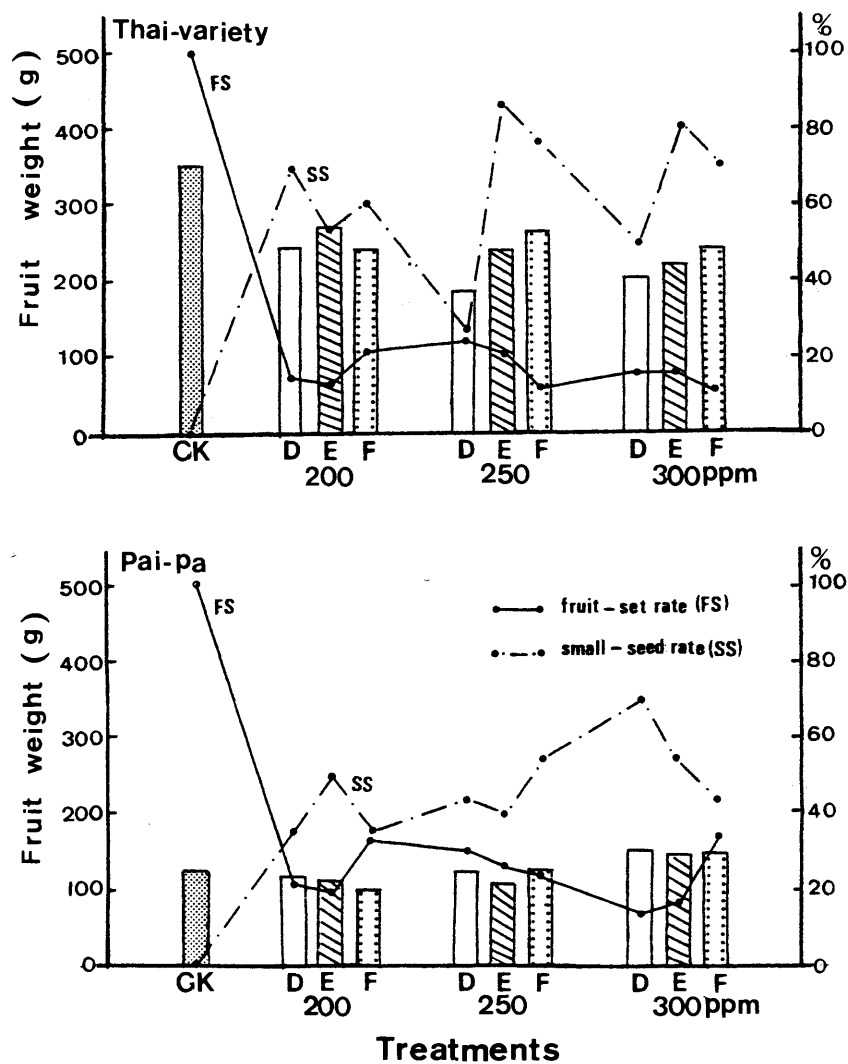 Thai-variety
%
Fruit weight (g)
500
400
300
200
100
0
100
80
60
40
20
0
FS
SS
CK D E F D E F D E F
200 250 300ppm
Pai-pa
%
Fruit weight (g)
500
400
300
200
100
0
100
80
60
40
20
0
FS
SS
fruit-set rate (FS)
small-seed rate (SS)
GK D E F D E F D E F
200 250 300ppm
Treatments